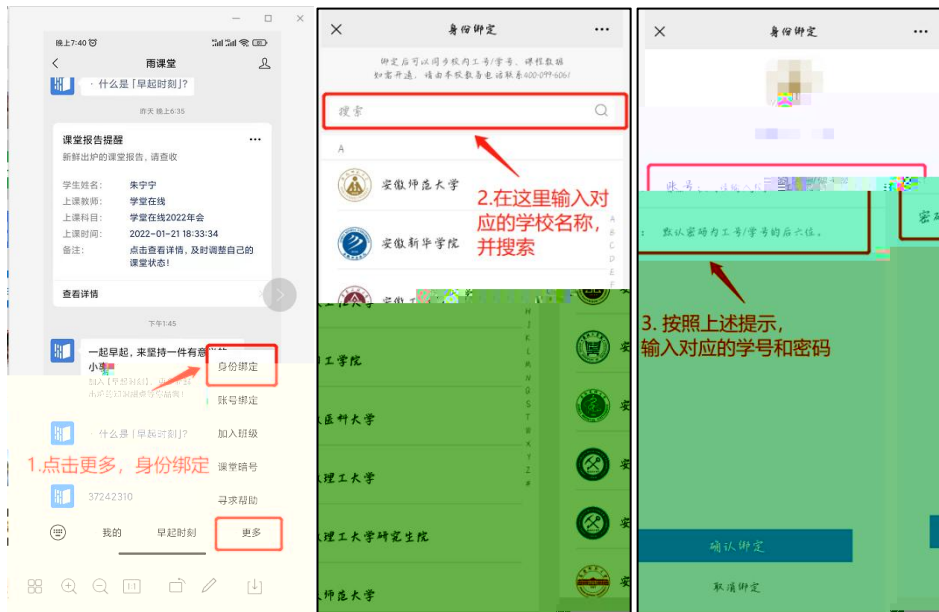 晚上7:40
雨课堂
· 什么是「早起时刻」?
昨天 晚上6:35
课堂报告提醒
新鲜出炉的课堂报告，请查收
学生姓名： 朱宁宁
上课教师： 学堂在线
上课科目： 学堂在线2022年会
上课时间： 2022-01-21 18:33:34
备注： 点击查看详情，及时调整自己的
课堂状态！
查看详情
下午1:45
一起早起，来坚持一件有意
小事
身份绑定
账号绑定
· 什么是「早起时刻」?
加入班级
1.点击更多，身份绑定
课堂暗号
37242310
寻求帮助
我的
早起时刻
更多
1:1
身份绑定
绑定后可以同步校内工号/学号、课程数据
如需开通，请由本校教务电话联系400-099-6061
搜索
A
安徽师范大学
2.在这里输入对
应的学校名称，
并搜索
安徽新华学院
工学院
医科大学
理工大学
理工大学研究生院
师范大学
身份绑定
账号
密
默认密码为工号/学号的后六位。
3. 按照上述提示，
输入对应的学号和密码
确认绑定
取消绑定